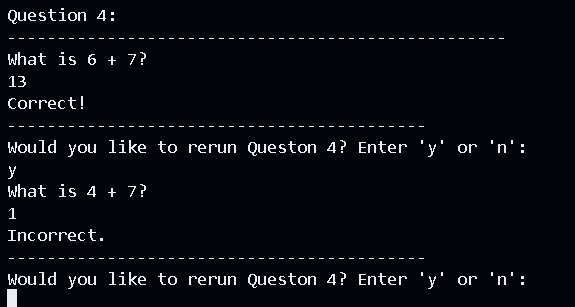 Question 4:
--------------------------------------------------
What is 6 + 7?
13
Correct!
------------------------------------------
Would you like to rerun Queston 4? Enter 'y' or 'n':
y
What is 4 + 7?
1
Incorrect.
------------------------------------------
Would you like to rerun Queston 4? Enter 'y' or 'n':